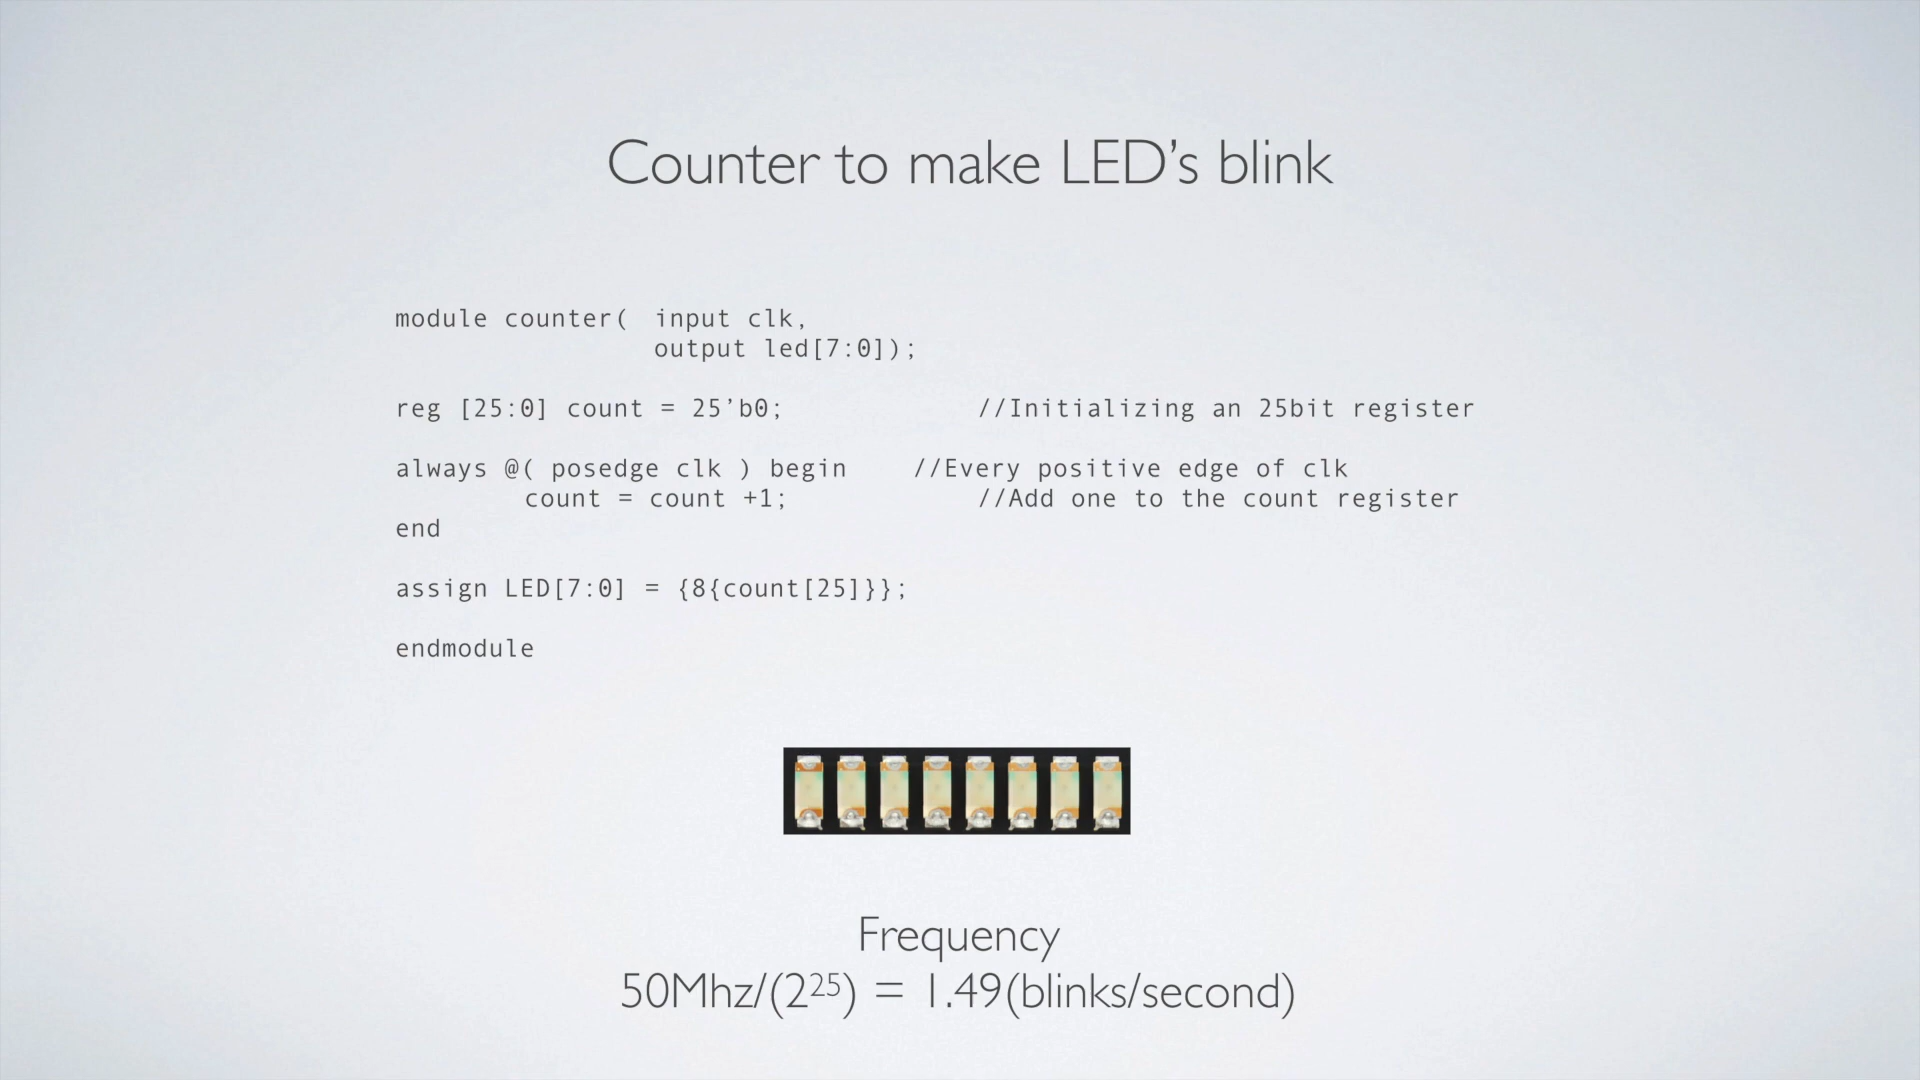 Counter to make LED’s blink
module counter( input clk,
output led[7:0]);
reg [25:0] count = 25’b0; //Initializing an 25bit register
always @( posedge clk ) begin //Every positive edge of clk
count = count +1; //Add one to the count register
end
assign LED[7:0] = {8{count[25]}};
endmodule
Frequency
50Mhz/(2²⁵) = 1.49(blinks/second)